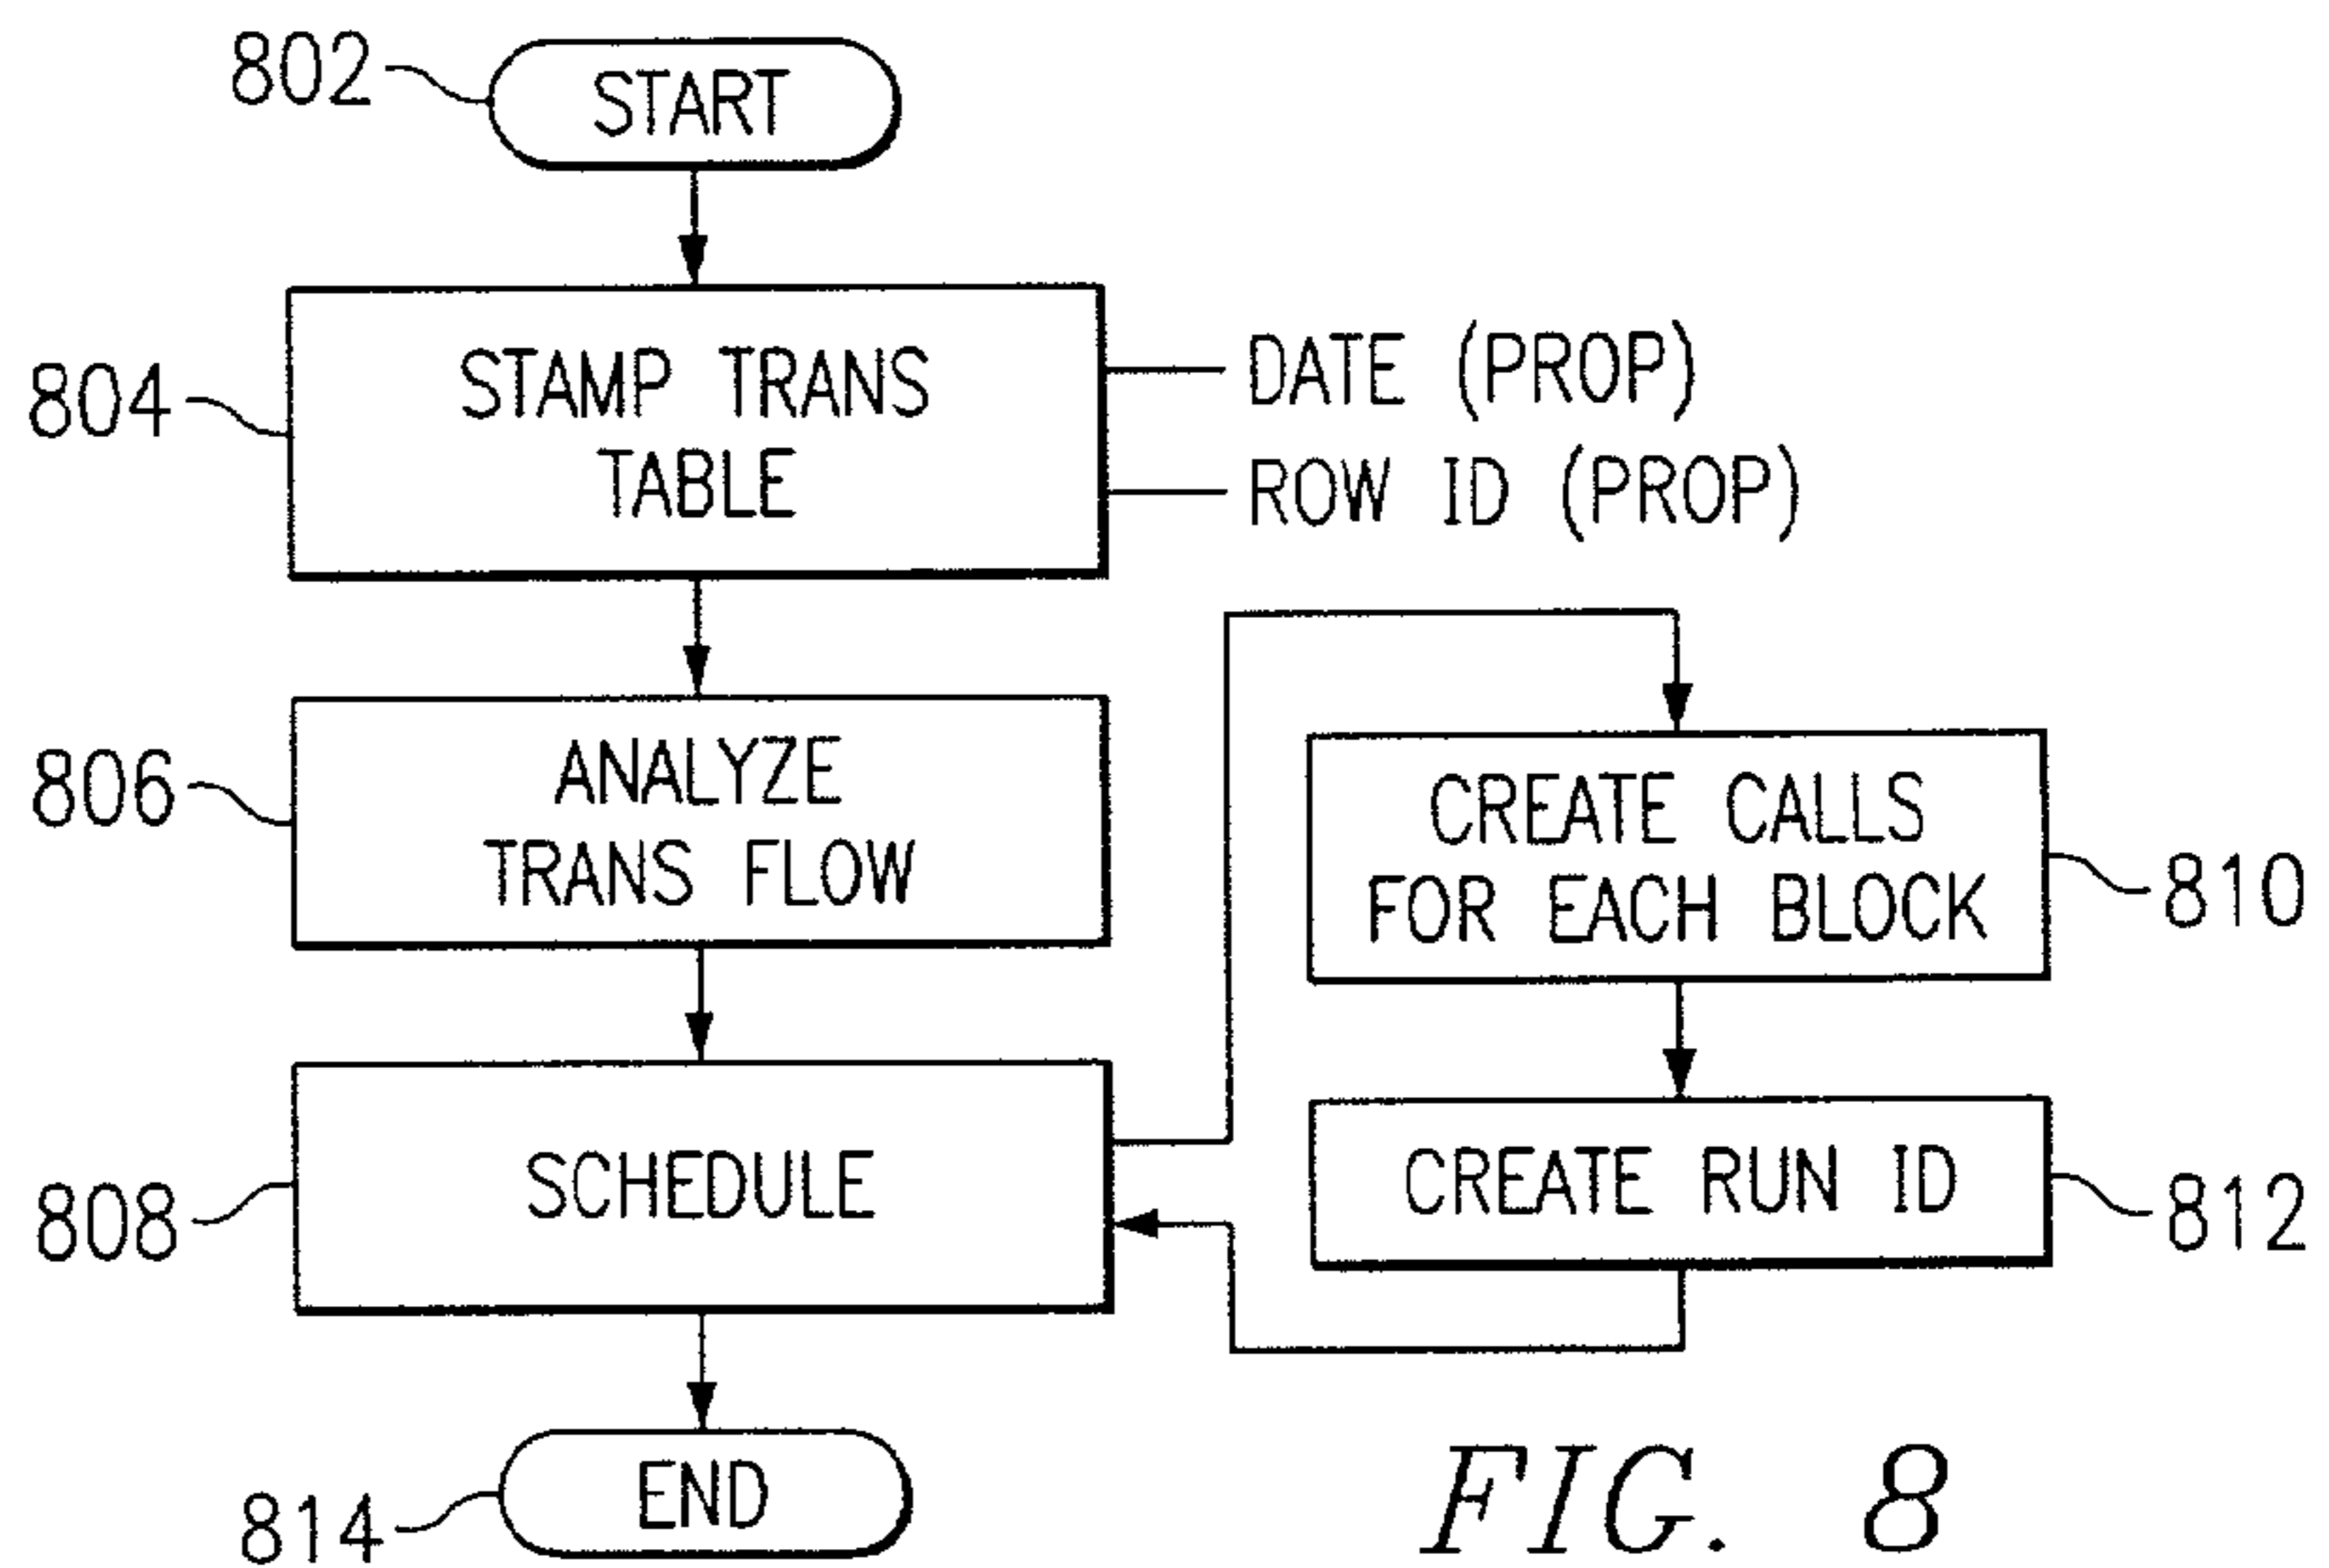 802
START
804
STAMP TRANS
TABLE
DATE (PROP)
ROW ID (PROP)
806
ANALYZE
TRANS FLOW
808
SCHEDULE
CREATE CALLS
FOR EACH BLOCK
810
CREATE RUN ID
812
814
END
FIG. 8